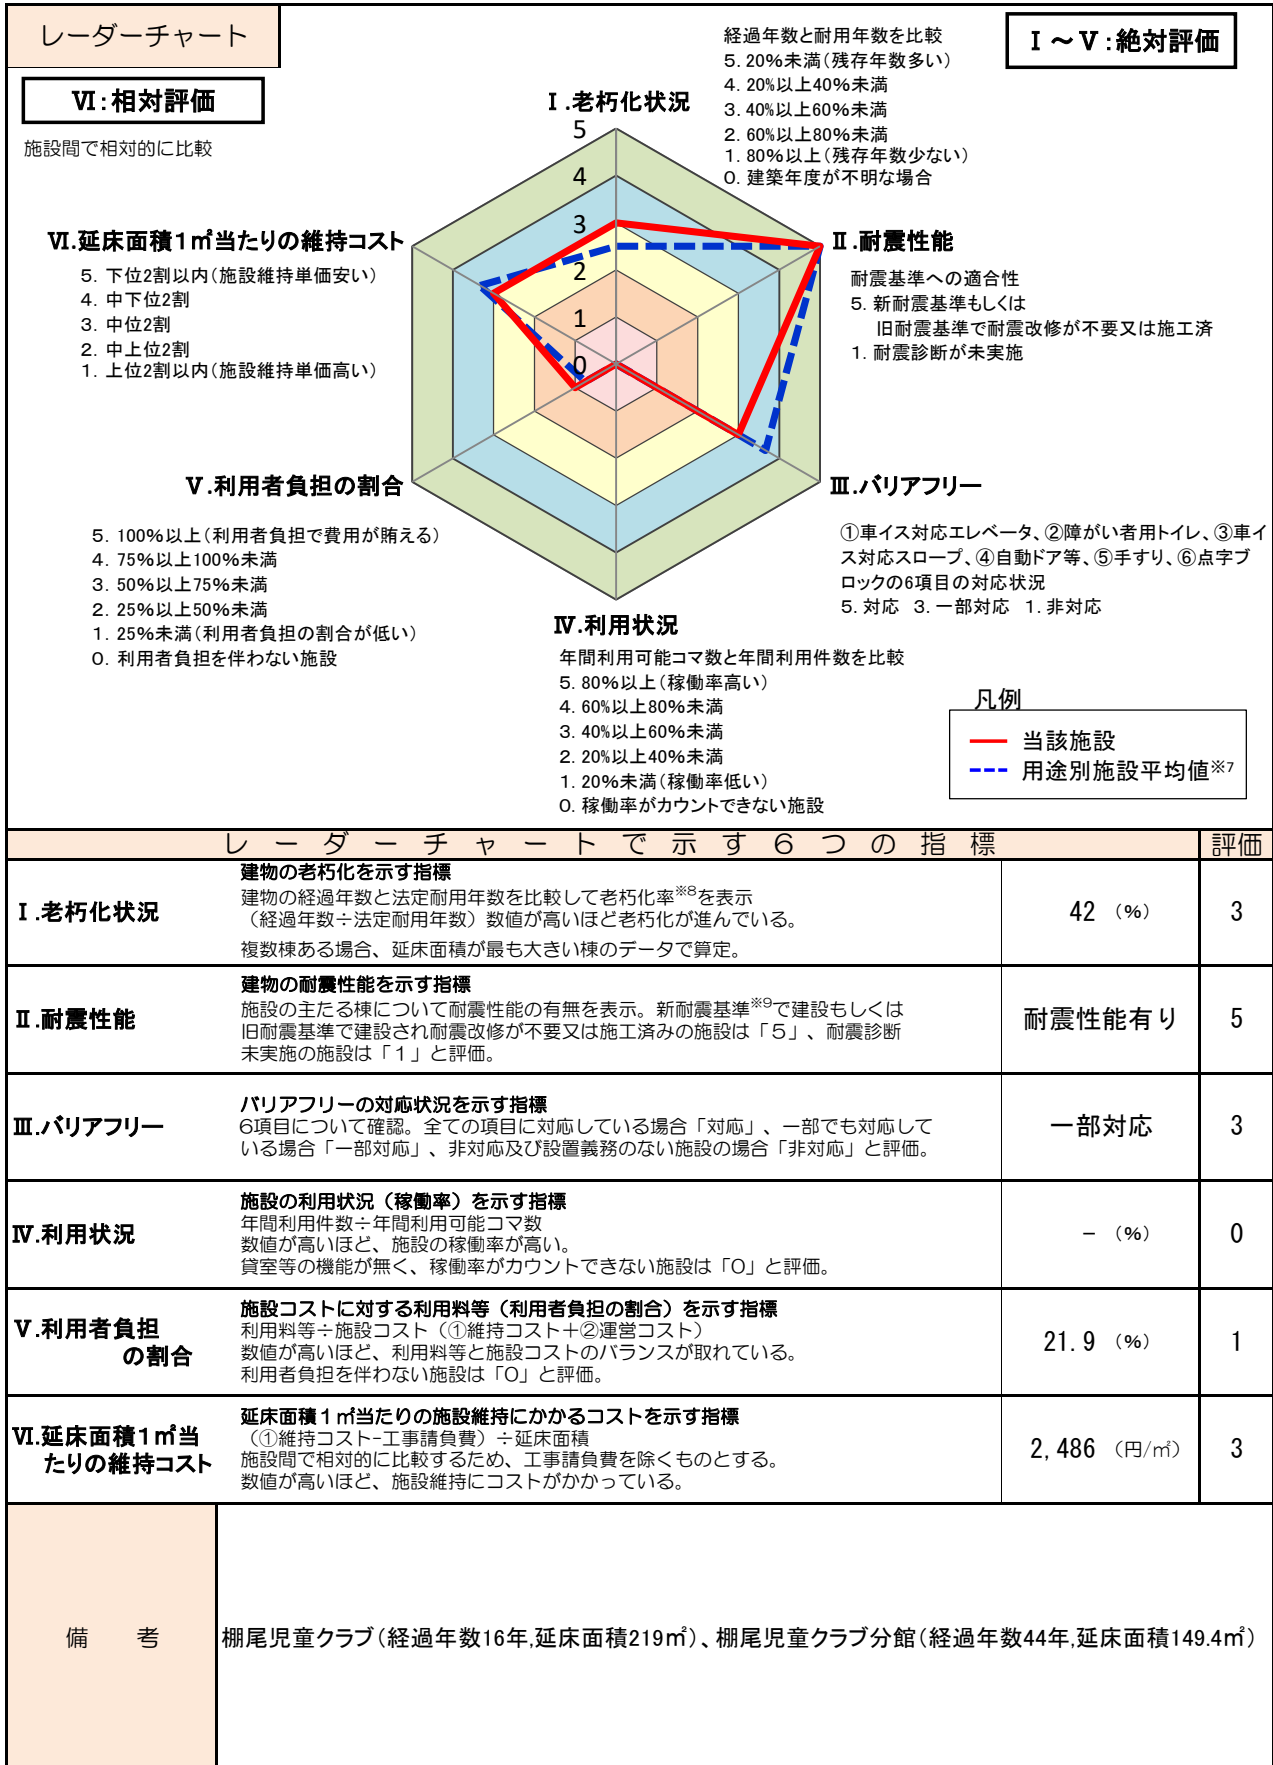 レーダーチャート
Ⅰ～Ⅴ:絶対評価
Ⅵ:相対評価
施設間で相対的に比較
Ⅰ.老朽化状況
経過年数と耐用年数を比較
5. 20%未満(残存年数多い)
4. 20%以上40%未満
3. 40%以上60%未満
2. 60%以上80%未満
1. 80%以上(残存年数少ない)
0. 建築年度が不明な場合
5
4
3
2
1
0
Ⅱ.耐震性能
耐震基準への適合性
5. 新耐震基準もしくは
旧耐震基準で耐震改修が不要又は施工済
1. 耐震診断が未実施
Ⅵ.延床面積1㎡当たりの維持コスト
5. 下位2割以内(施設維持単価安い)
4. 中下位2割
3. 中位2割
2. 中上位2割
1. 上位2割以内(施設維持単価高い)
Ⅴ.利用者負担の割合
5. 100%以上(利用者負担で費用が賄える)
4. 75%以上100%未満
3. 50%以上75%未満
2. 25%以上50%未満
1. 25%未満(利用者負担の割合が低い)
0. 利用者負担を伴わない施設
Ⅲ.バリアフリー
①車イス対応エレベータ、②障がい者用トイレ、③車イ
ス対応スロープ、④自動ドア等、⑤手すり、⑥点字ブ
ロックの6項目の対応状況
5. 対応 3. 一部対応 1. 非対応
Ⅳ.利用状況
年間利用可能コマ数と年間利用件数を比較
5. 80%以上(稼働率高い)
4. 60%以上80%未満
3. 40%以上60%未満
2. 20%以上40%未満
1. 20%未満(稼働率低い)
0. 稼働率がカウントできない施設
凡例
当該施設
用途別施設平均値※7
レーダーチャートで示す6つの指標 評価
Ⅰ.老朽化状況
建物の老朽化を示す指標
建物の経過年数と法定耐用年数を比較して老朽化率※8を表示
（経過年数÷法定耐用年数）数値が高いほど老朽化が進んでいる。
複数棟ある場合、延床面積が最も大きい棟のデータで算定。
42 （%） 3
Ⅱ.耐震性能
建物の耐震性能を示す指標
施設の主たる棟について耐震性能の有無を表示。新耐震基準※9で建設もしくは
旧耐震基準で建設され耐震改修が不要又は施工済みの施設は「5」、耐震診断
未実施の施設は「1」と評価。
耐震性能有り 5
Ⅲ.バリアフリー
バリアフリーの対応状況を示す指標
6項目について確認。全ての項目に対応している場合「対応」、一部でも対応して
いる場合「一部対応」、非対応及び設置義務のない施設の場合「非対応」と評価。
一部対応 3
Ⅳ.利用状況
施設の利用状況（稼働率）を示す指標
年間利用件数÷年間利用可能コマ数
数値が高いほど、施設の稼働率が高い。
貸室等の機能が無く、稼働率がカウントできない施設は「0」と評価。
－ （%） 0
Ⅴ.利用者負担
の割合
施設コストに対する利用料等（利用者負担の割合）を示す指標
利用料等÷施設コスト（①維持コスト＋②運営コスト）
数値が高いほど、利用料等と施設コストのバランスが取れている。
利用者負担を伴わない施設は「0」と評価。
21.9 （%） 1
Ⅵ.延床面積1㎡当
たりの維持コスト
延床面積1㎡当たりの施設維持にかかるコストを示す指標
（①維持コスト-工事請負費）÷延床面積
施設間で相対的に比較するため、工事請負費を除くものとする。
数値が高いほど、施設維持にコストがかかっている。
2,486 （円/㎡） 3
備 考
棚尾児童クラブ(経過年数16年,延床面積219㎡)、棚尾児童クラブ分館(経過年数44年,延床面積149.4㎡)